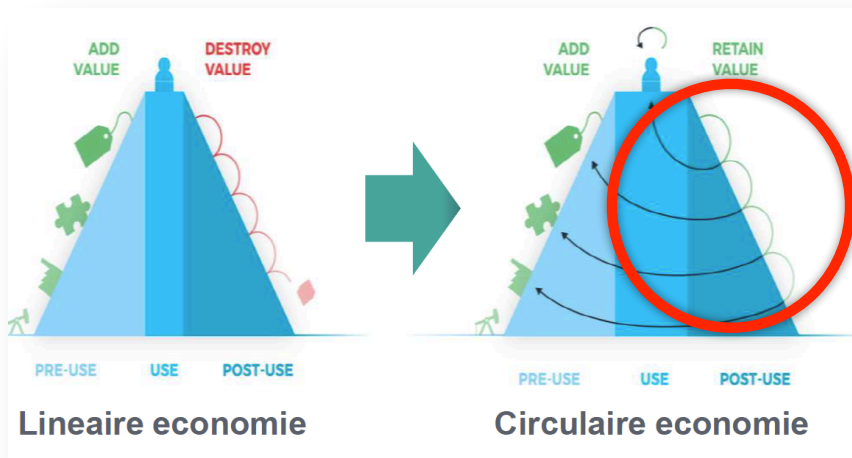 ADD
VALUE
DESTROY
VALUE
PRE-USE
USE
POST-USE
Lineaire economie
ADD
VALUE
RETAIN
VALUE
PRE-USE
USE
POST-USE
Circulaire economie